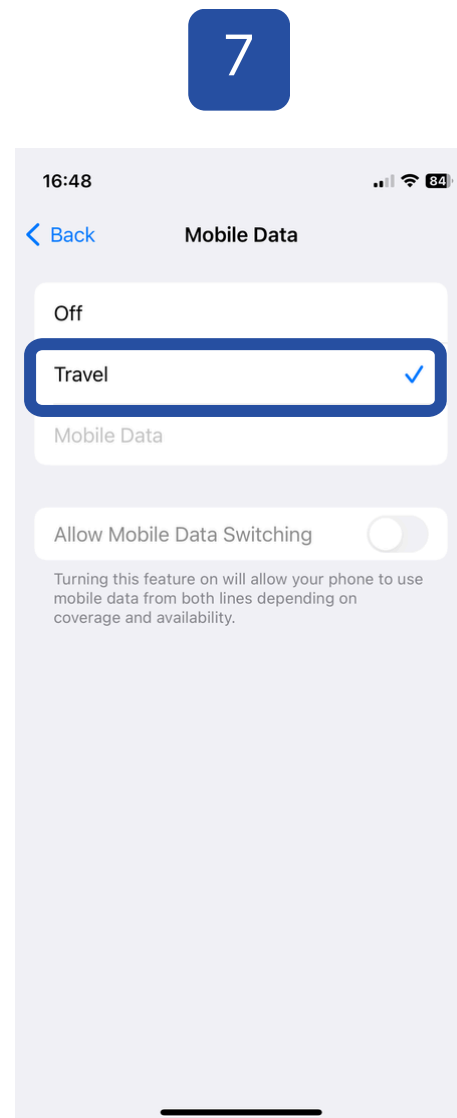 7
16:48
84
Back
Mobile Data
Off
Travel
Mobile Data
Allow Mobile Data Switching
Turning this feature on will allow your phone to use
mobile data from both lines depending on
coverage and availability.